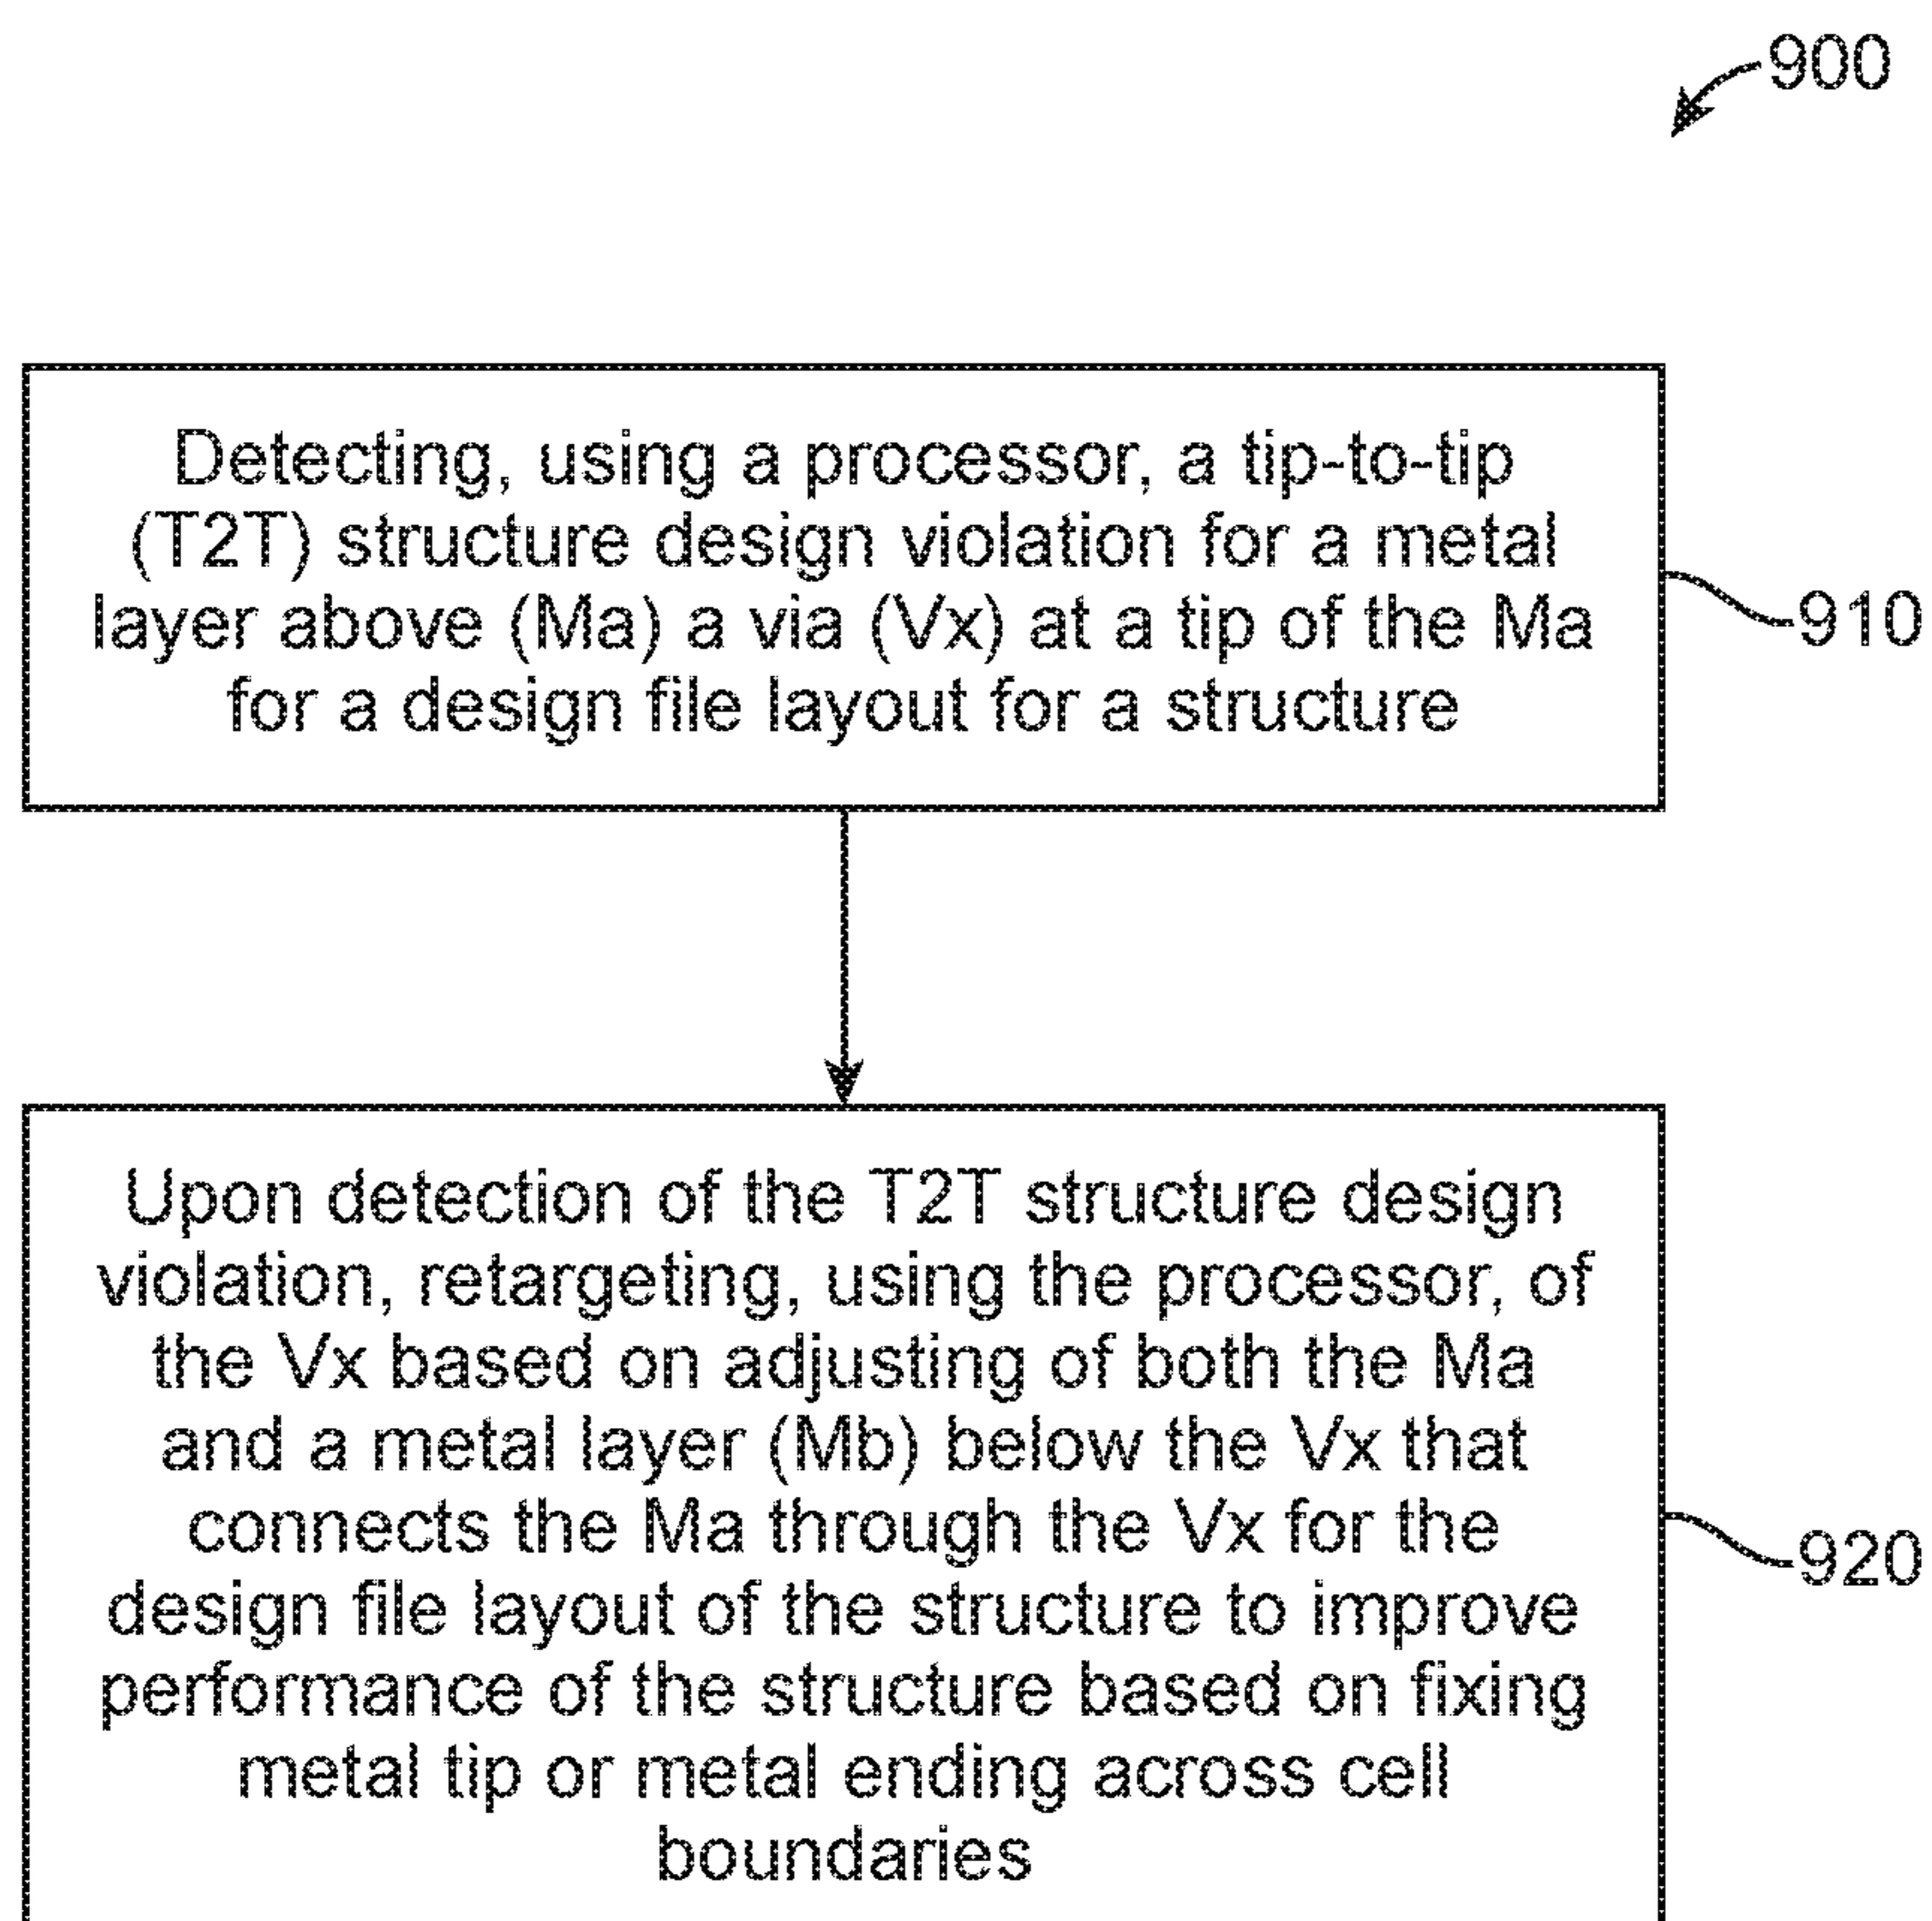 900
Detecting, using a processor, a tip-to-tip
(T2T) structure design violation for a metal
layer above (Ma) a via (Vx) at a tip of the Ma
for a design file layout for a structure
910
Upon detection of the T2T structure design
violation, retargeting, using the processor, of
the Vx based on adjusting of both the Ma
and a metal layer (Mb) below the Vx that
connects the Ma through the Vx for the
design file layout of the structure to improve
performance of the structure based on fixing
metal tip or metal ending across cell
boundaries
920